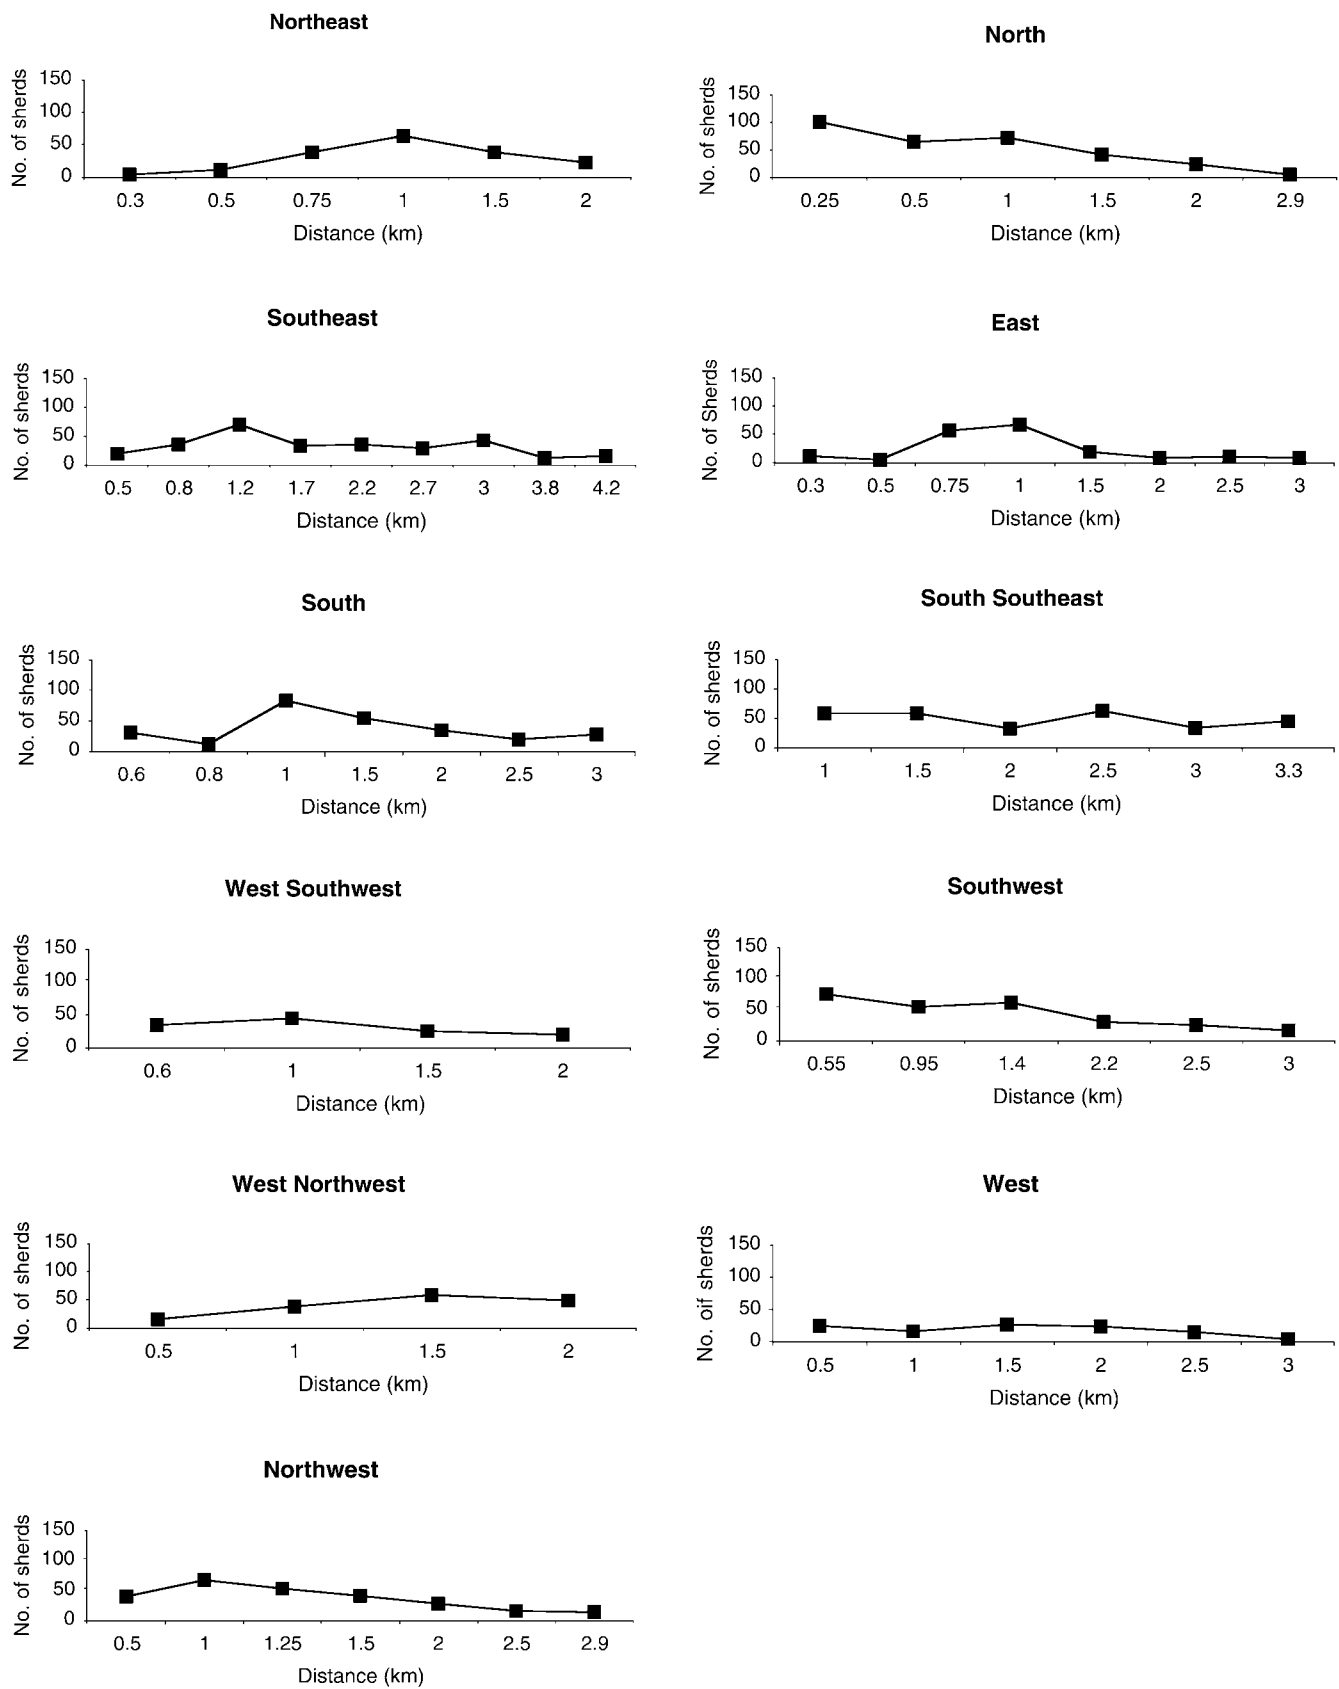 Northeast
No. of sherds
150
100
50
0
0.3 0.5 0.75 1 1.5 2
Distance (km)
North
No. of sherds
150
100
50
0
0.25 0.5 1 1.5 2 2.9
Distance (km)
Southeast
No. of sherds
150
100
50
0
0.5 0.8 1.2 1.7 2.2 2.7 3 3.8 4.2
Distance (km)
East
No. of Sherds
150
100
50
0
0.3 0.5 0.75 1 1.5 2 2.5 3
Distance (km)
South
No. of sherds
150
100
50
0
0.6 0.8 1 1.5 2 2.5 3
Distance (km)
South Southeast
No. of sherds
150
100
50
0
1 1.5 2 2.5 3 3.3
Distance (km)
West Southwest
No. of sherds
150
100
50
0
0.6 1 1.5 2
Distance (km)
Southwest
No. of sherds
150
100
50
0
0.55 0.95 1.4 2.2 2.5 3
Distance (km)
West Northwest
No. of sherds
150
100
50
0
0.5 1 1.5 2
Distance (km)
West
No. oif sherds
150
100
50
0
0.5 1 1.5 2 2.5 3
Distance (km)
Northwest
No. of sherds
150
100
50
0
0.5 1 1.25 1.5 2 2.5 2.9
Distance (km)